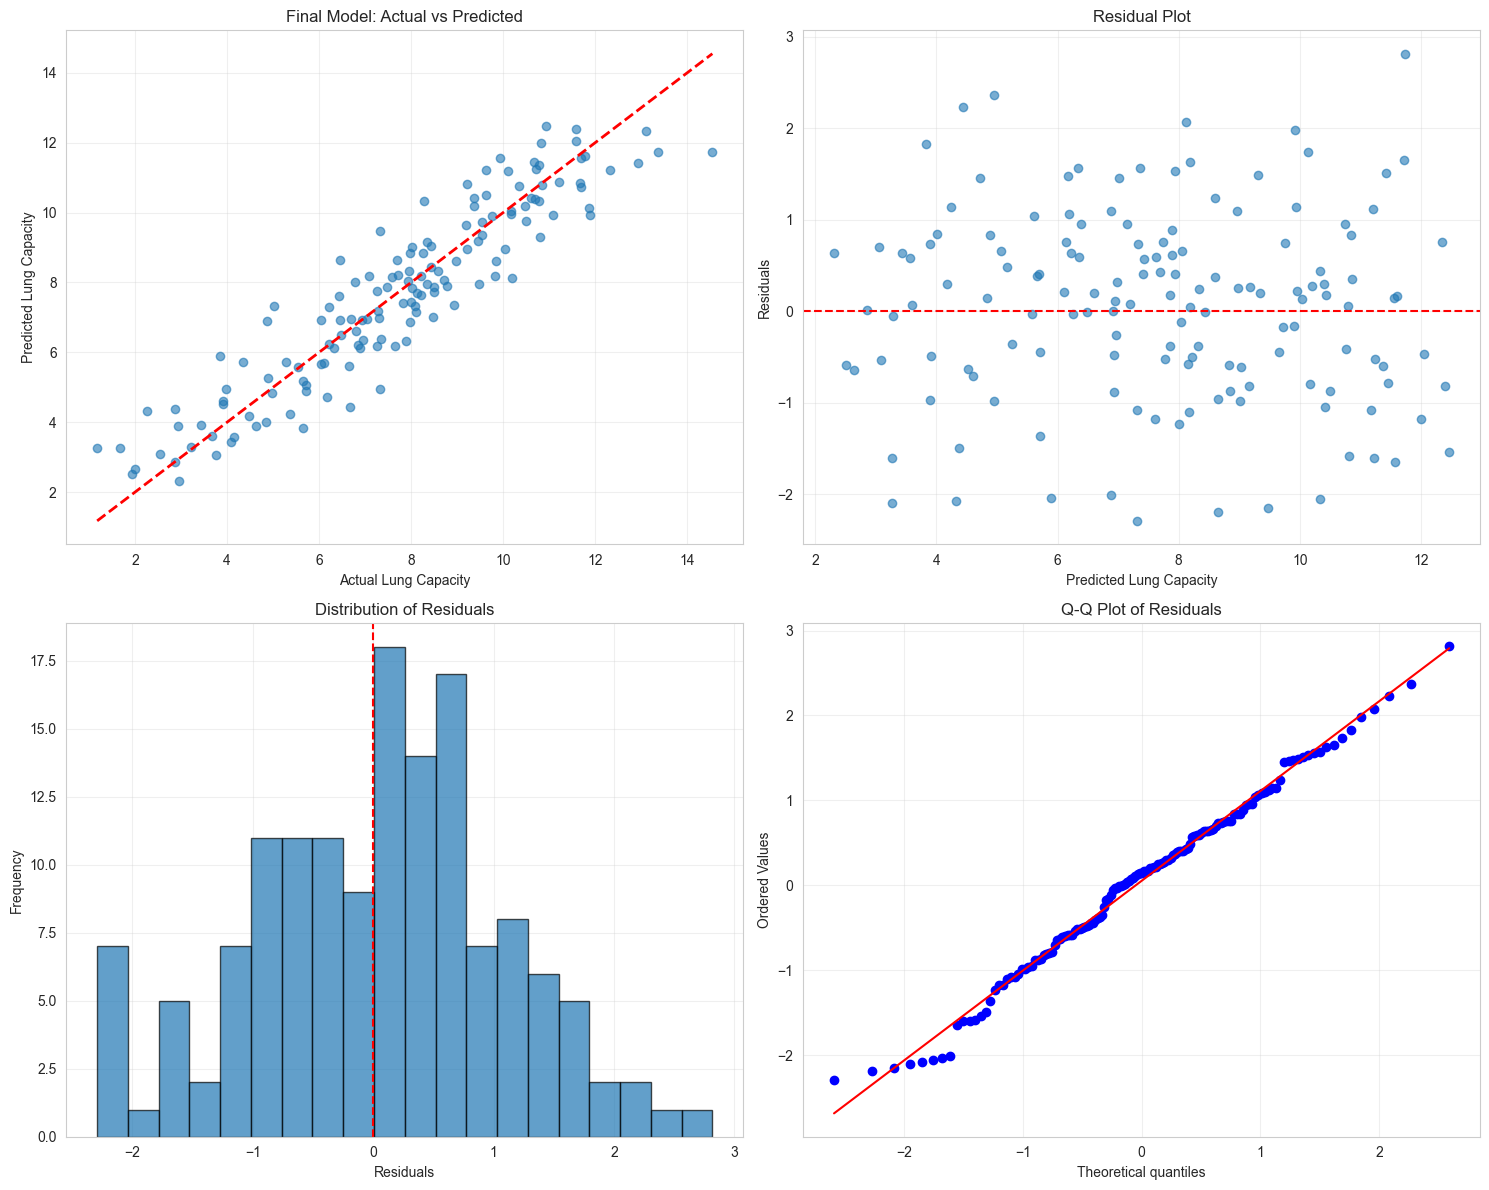 Final Model: Actual vs Predicted
14
12
10
8
6
4
2
Predicted Lung Capacity
2 4 6 8 10 12 14
Actual Lung Capacity
Residual Plot
3
2
1
0
−1
−2
Residuals
2 4 6 8 10 12
Predicted Lung Capacity
Distribution of Residuals
17.5
15.0
12.5
10.0
7.5
5.0
2.5
0.0
Frequency
−2 −1 0 1 2 3
Residuals
Q-Q Plot of Residuals
3
2
1
0
−1
−2
Ordered Values
−2 −1 0 1 2
Theoretical quantiles